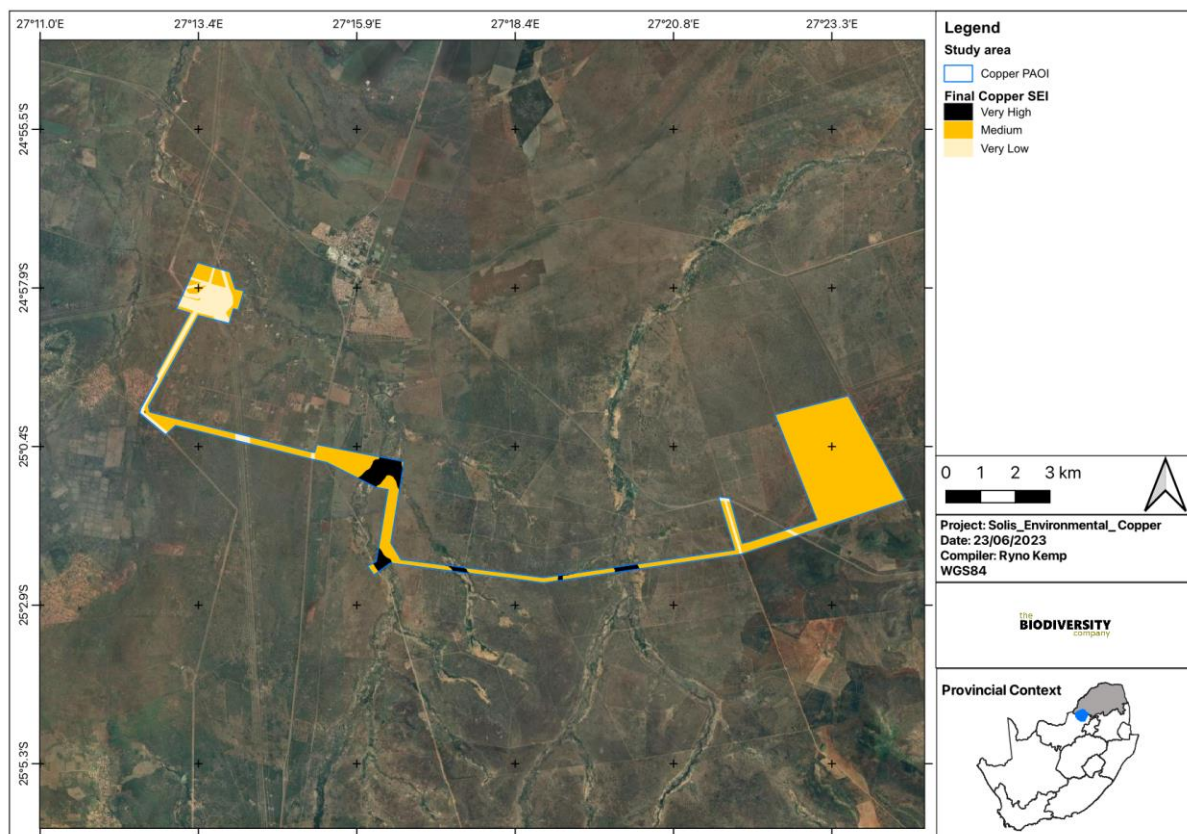 27°11.0'E 27°13.4'E 27°15.9'E 27°18.4'E 27°20.8'E 27°23.3'E
24°55.5'S
24°57.9'S
25°0.4'S
25°2.9'S
25°5.3'S
Legend
Study area
Copper PAOI
Final Copper SEI
Very High
Medium
Very Low
0 1 2 3 km
Project: Solis_Environmental_Copper
Date: 23/06/2023
Compiler: Ryno Kemp
WGS84
the
BIODIVERSITY
company
Provincial Context